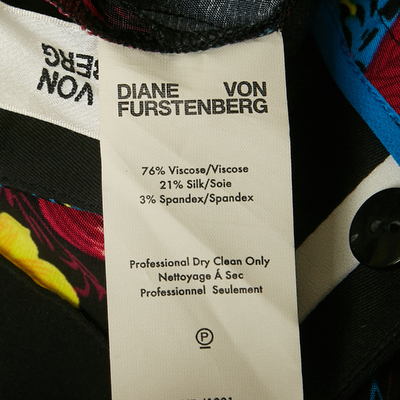 VON
BERG
DIANE VON
FURSTENBERG
76% Viscose/Viscose
21% Silk/Soie
3% Spandex/Spandex
Professional Dry Clean Only
Nettoyage Á Sec
Professionnel Seulement
P